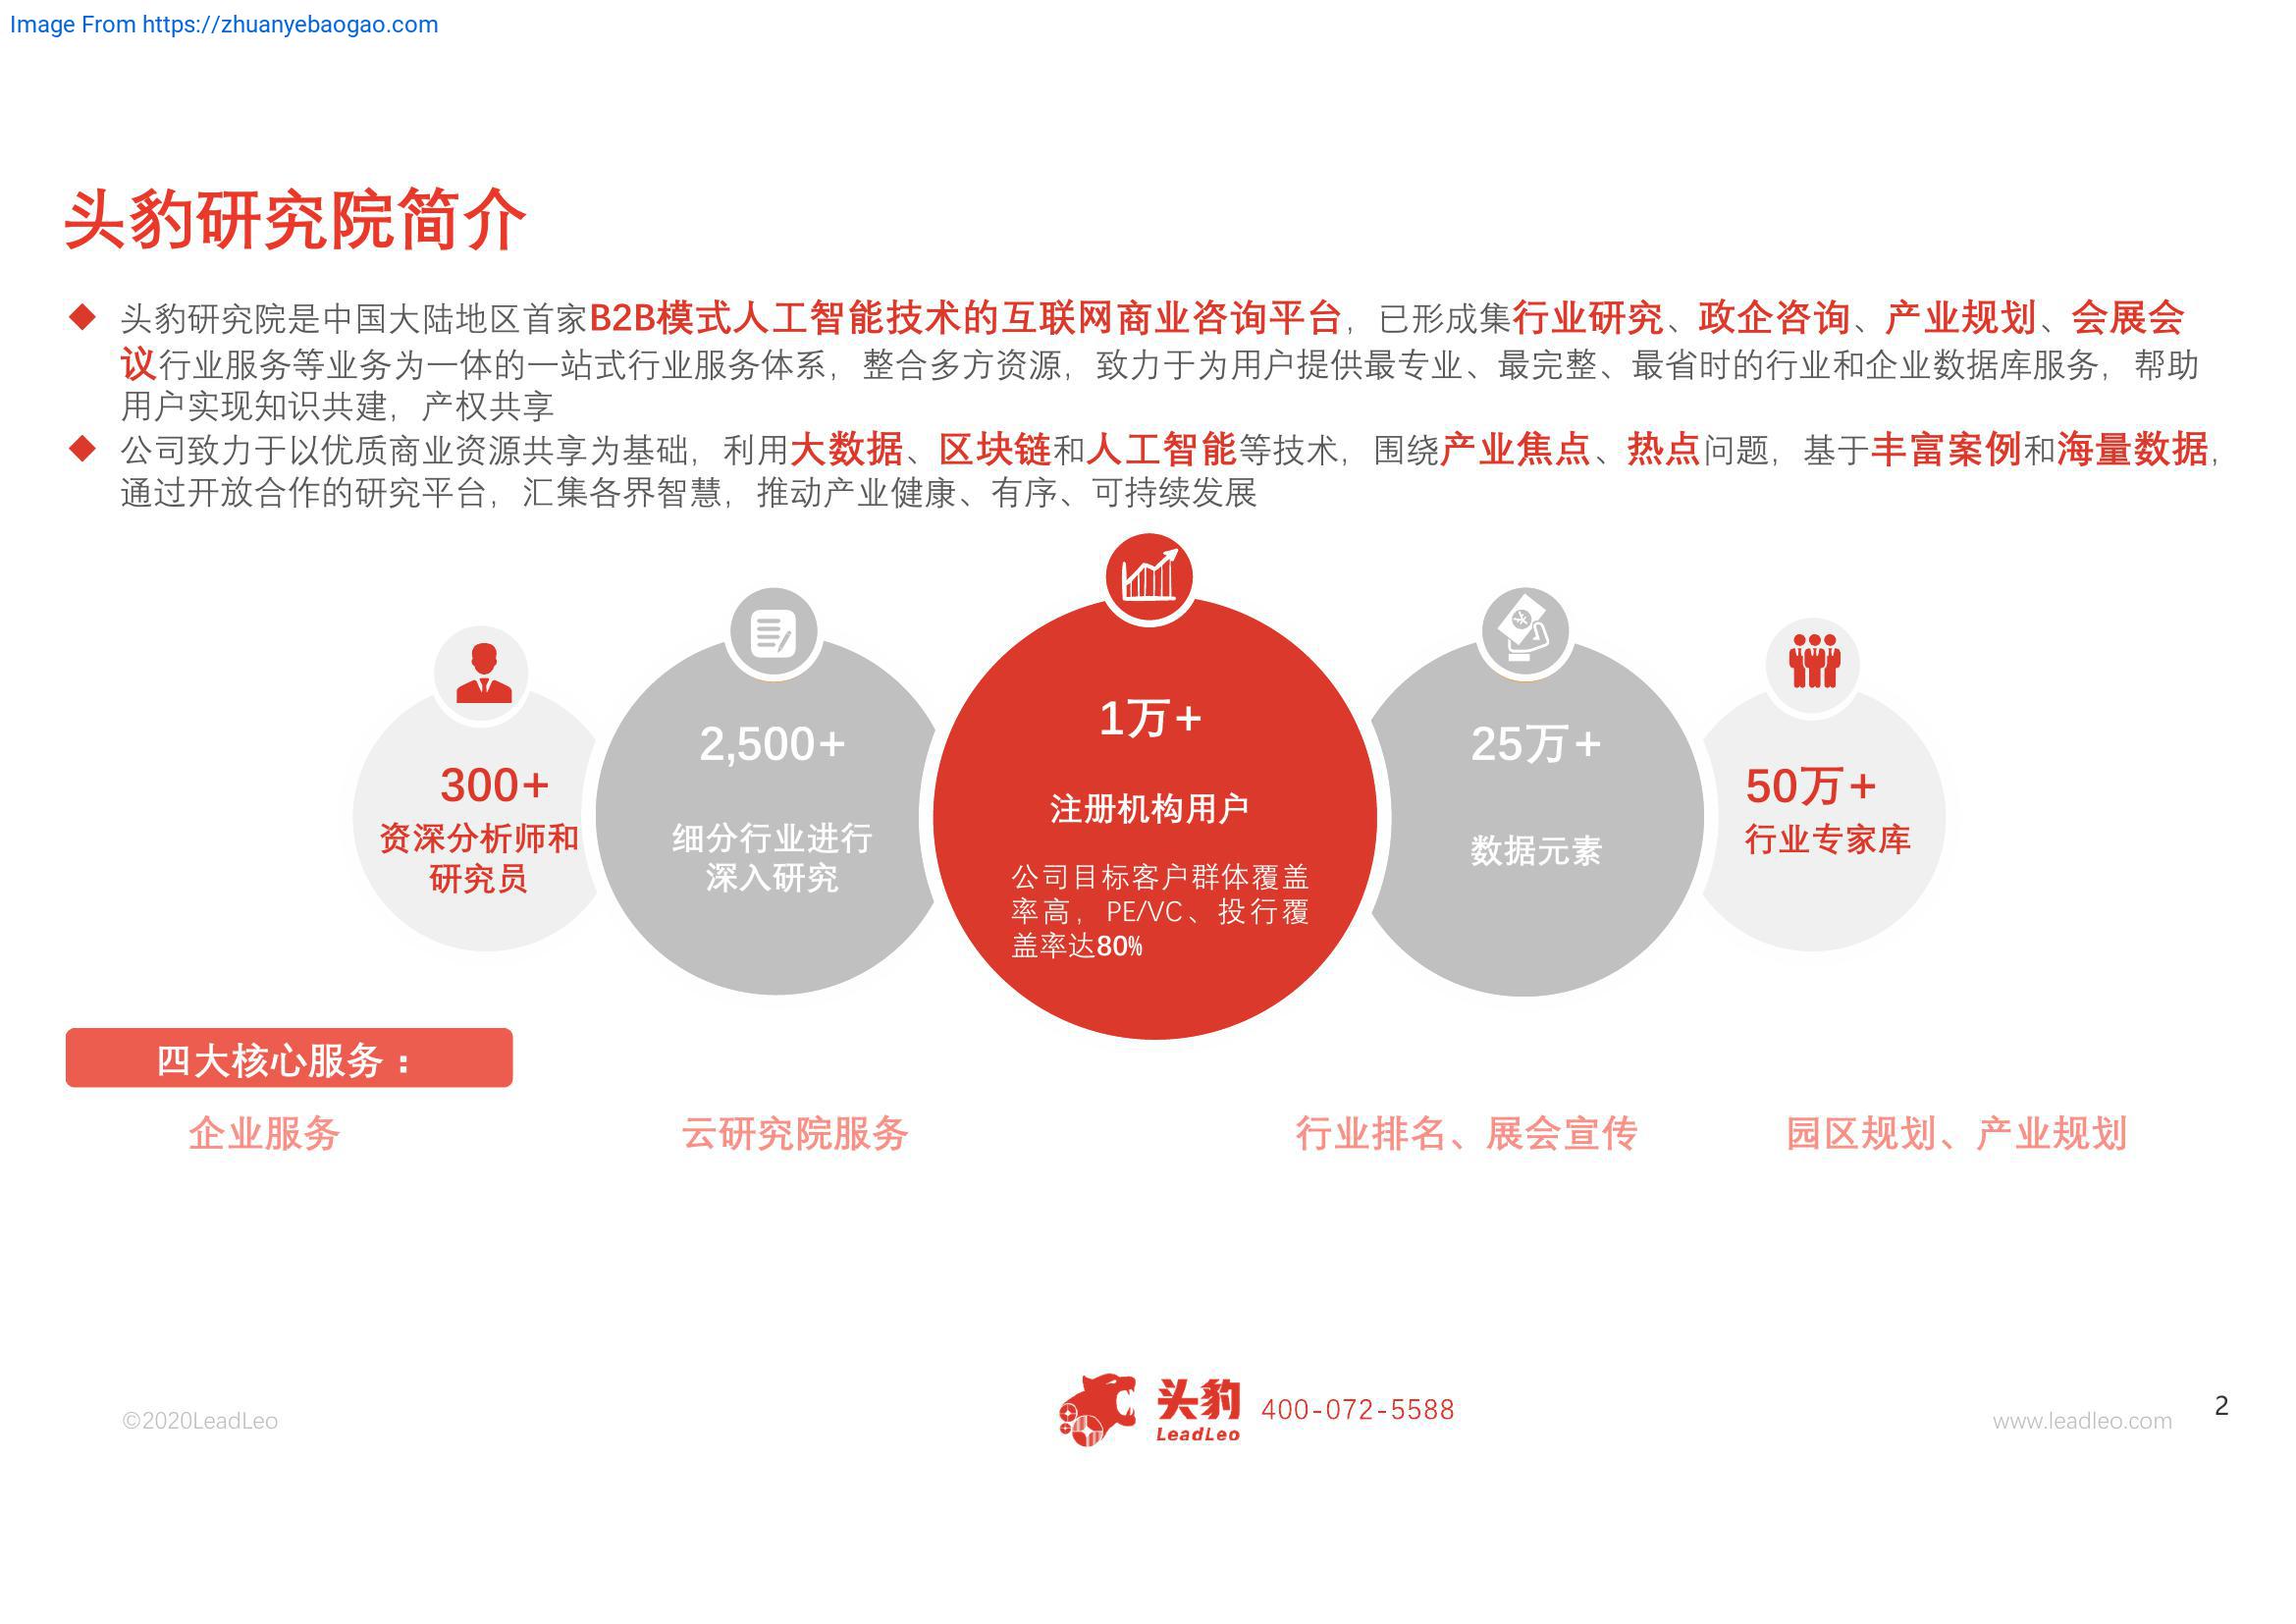 Image From https://zhuanyebaogao.com
头豹研究院简介
◆ 头豹研究院是中国大陆地区首家B2B模式人工智能技术的互联网商业咨询平台，已形成集行业研究、政企咨询、产业规划、会展会
议行业服务等业务为一体的一站式行业服务体系，整合多方资源，致力于为用户提供最专业、最完整、最省时的行业和企业数据库服务，帮助
用户实现知识共建，产权共享
◆ 公司致力于以优质商业资源共享为基础，利用大数据、区块链和人工智能等技术，围绕产业焦点、热点问题，基于丰富案例和海量数据，
通过开放合作的研究平台，汇集各界智慧，推动产业健康、有序、可持续发展
300+
资深分析师和
研究员
2,500+
细分行业进行
深入研究
1万+
注册机构用户
公司目标客户群体覆盖
率高，PE/VC、投行覆
盖率达80%
25万+
数据元素
50万+
行业专家库
四大核心服务：
企业服务
云研究院服务
行业排名、展会宣传
园区规划、产业规划
©2020LeadLeo
头豹
LeadLeo
400-072-5588
www.leadleo.com
2